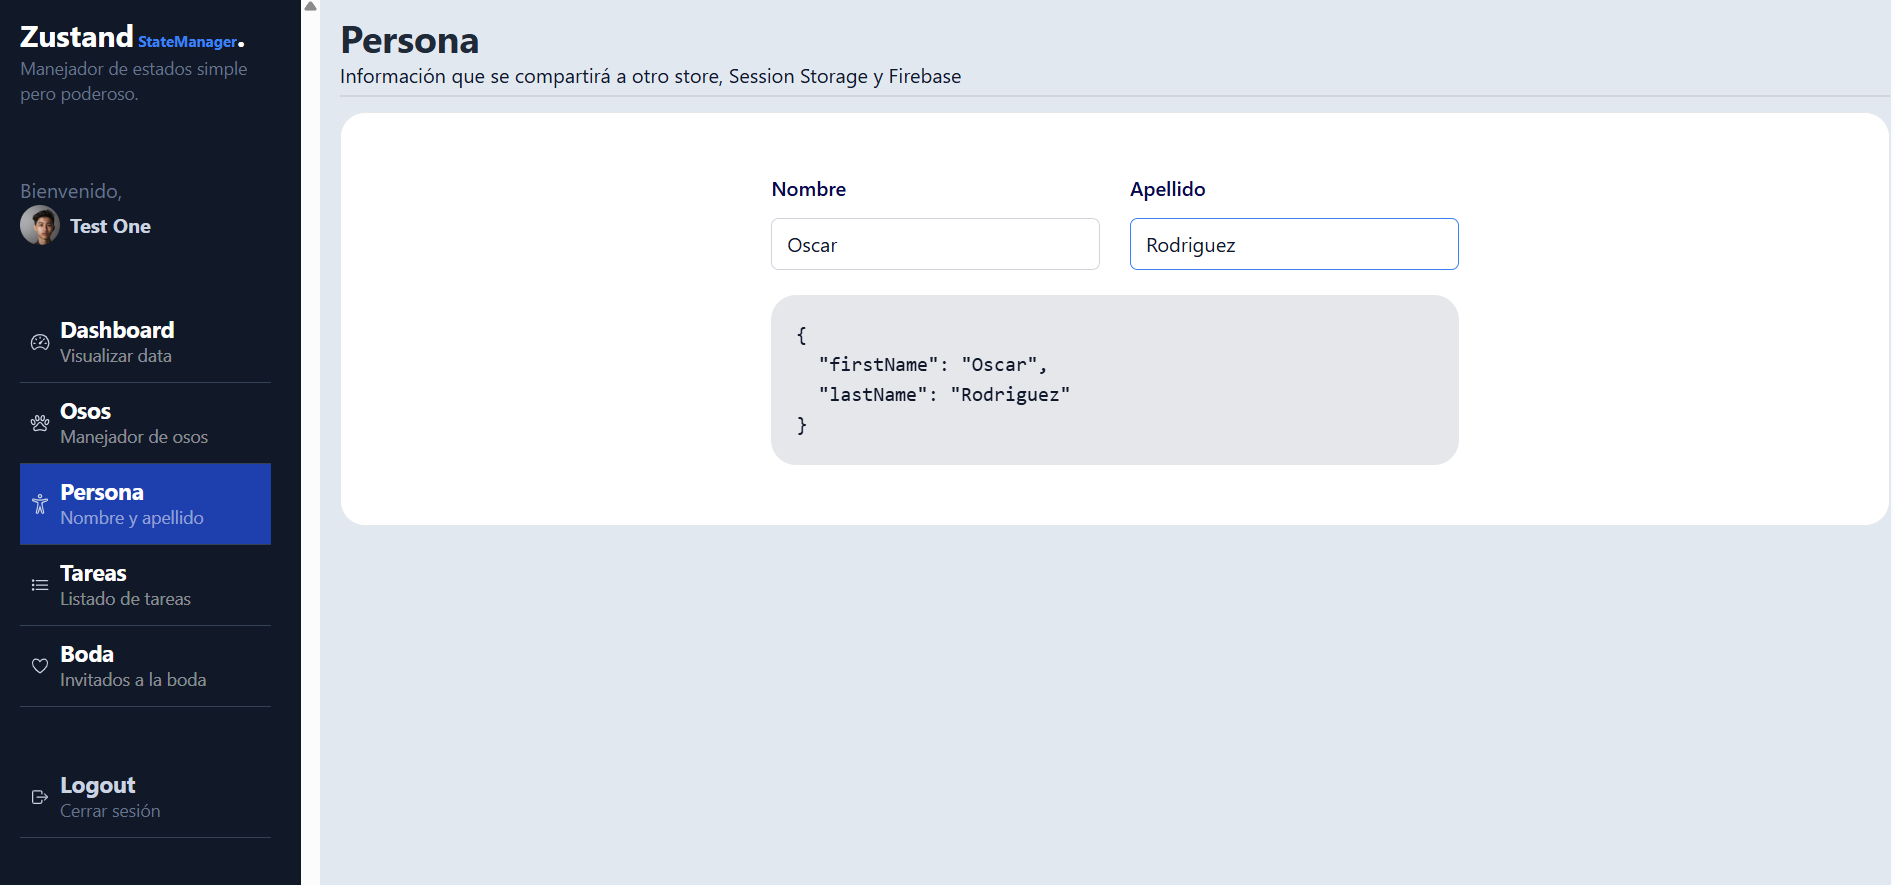 Zustand StateManager.
Manejador de estados simple
pero poderoso.
Bienvenido,
Test One
Dashboard
Visualizar data
Osos
Manejador de osos
Persona
Nombre y apellido
Tareas
Listado de tareas
Boda
Invitados a la boda
Logout
Cerrar sesión
Persona
Información que se compartirá a otro store, Session Storage y Firebase
Nombre
Apellido
Oscar
Rodriguez
{
  "firstName": "Oscar",
  "lastName": "Rodriguez"
}